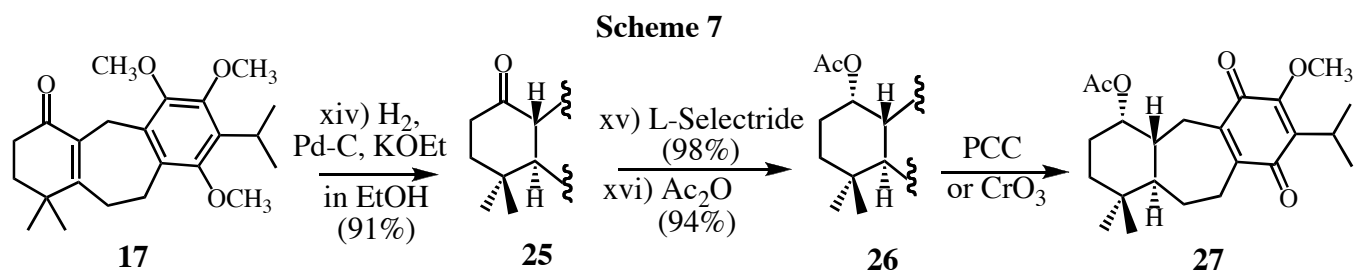 Scheme 7
O
CH₃O
OCH₃
OCH₃
17
xiv) H₂,
Pd-C, KOEt
in EtOH
(91%)
O
H
H
25
xv) L-Selectride
(98%)
xvi) Ac₂O
(94%)
AcO
H
H
26
PCC
or CrO₃
AcO
H
H
O
OCH₃
O
27